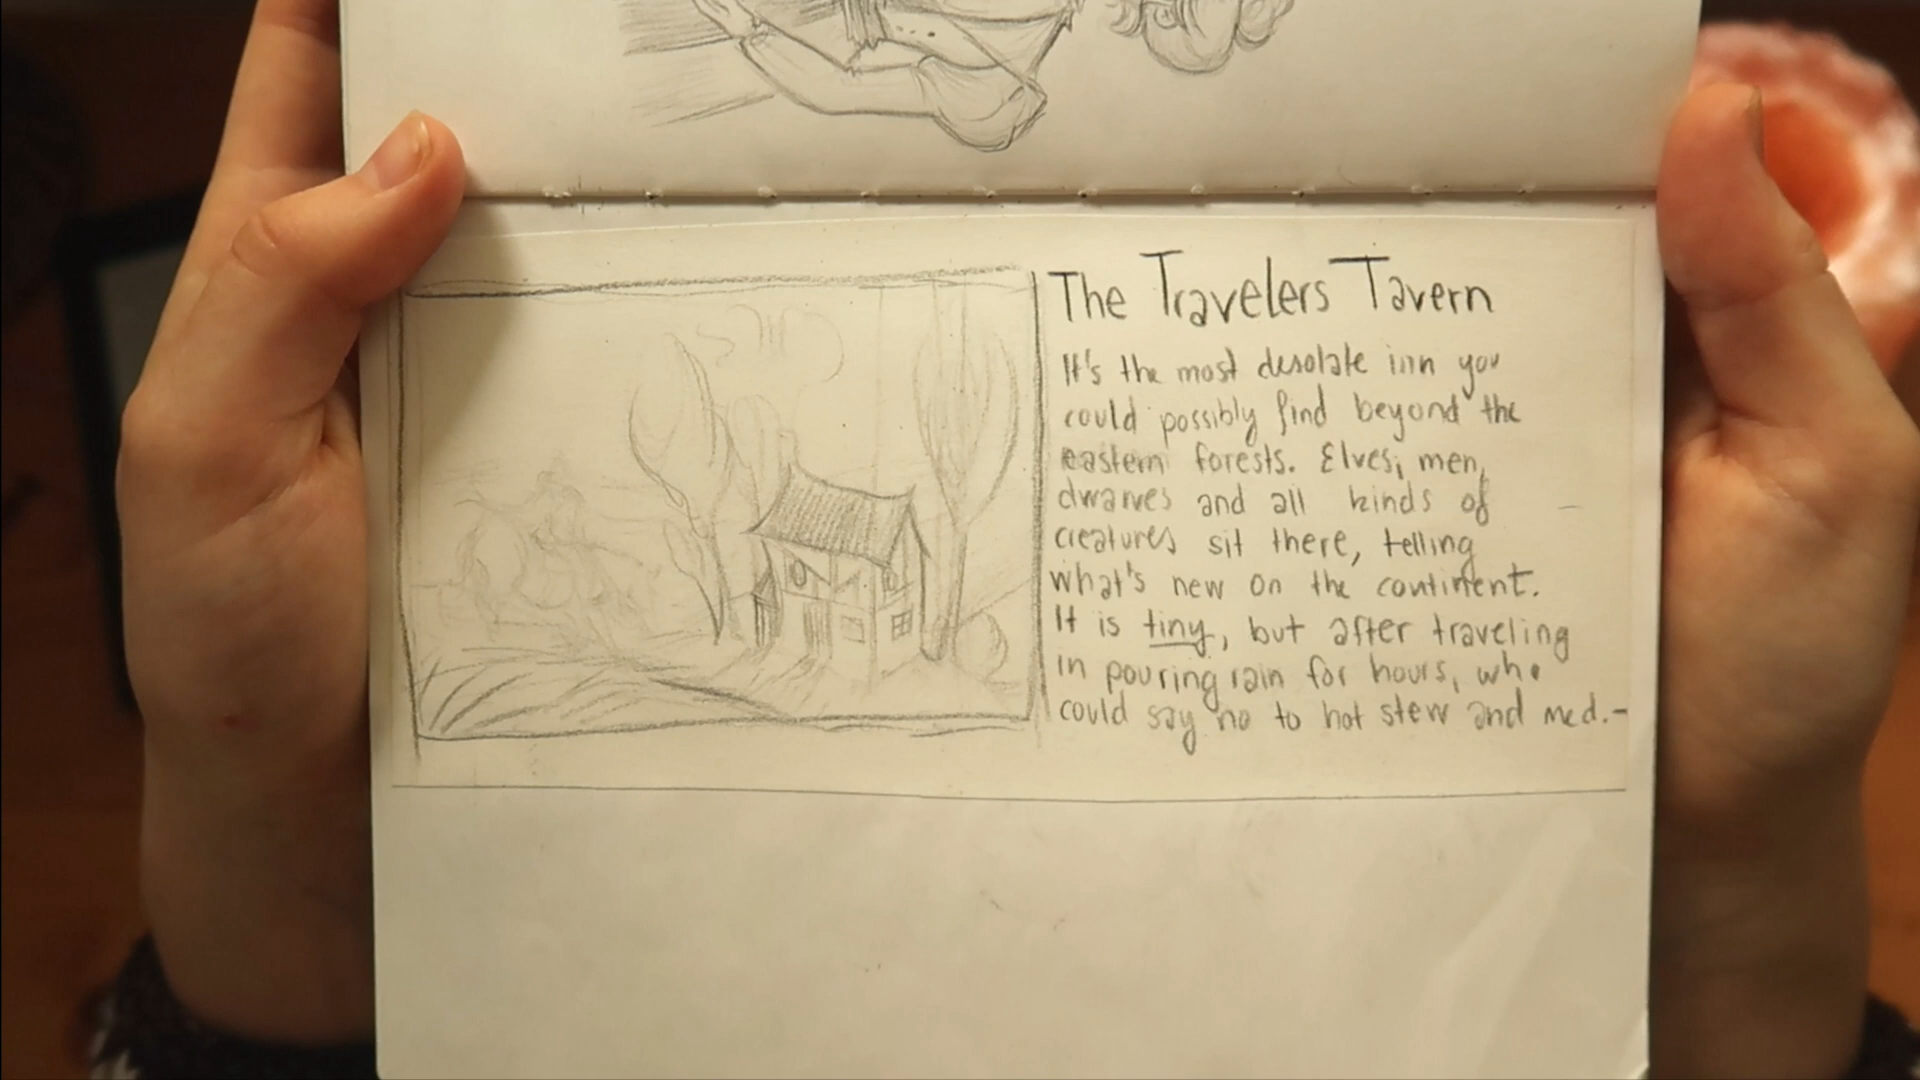 The Travelers Tavern
It's the most desolate inn you
could possibly find beyond the
eastern forests. Elves, men,
dwarves and all kinds of
creatures sit there, telling
what's new on the continent.
It is tiny, but after traveling
in pouring rain for hours, who
could say no to hot stew and med.-